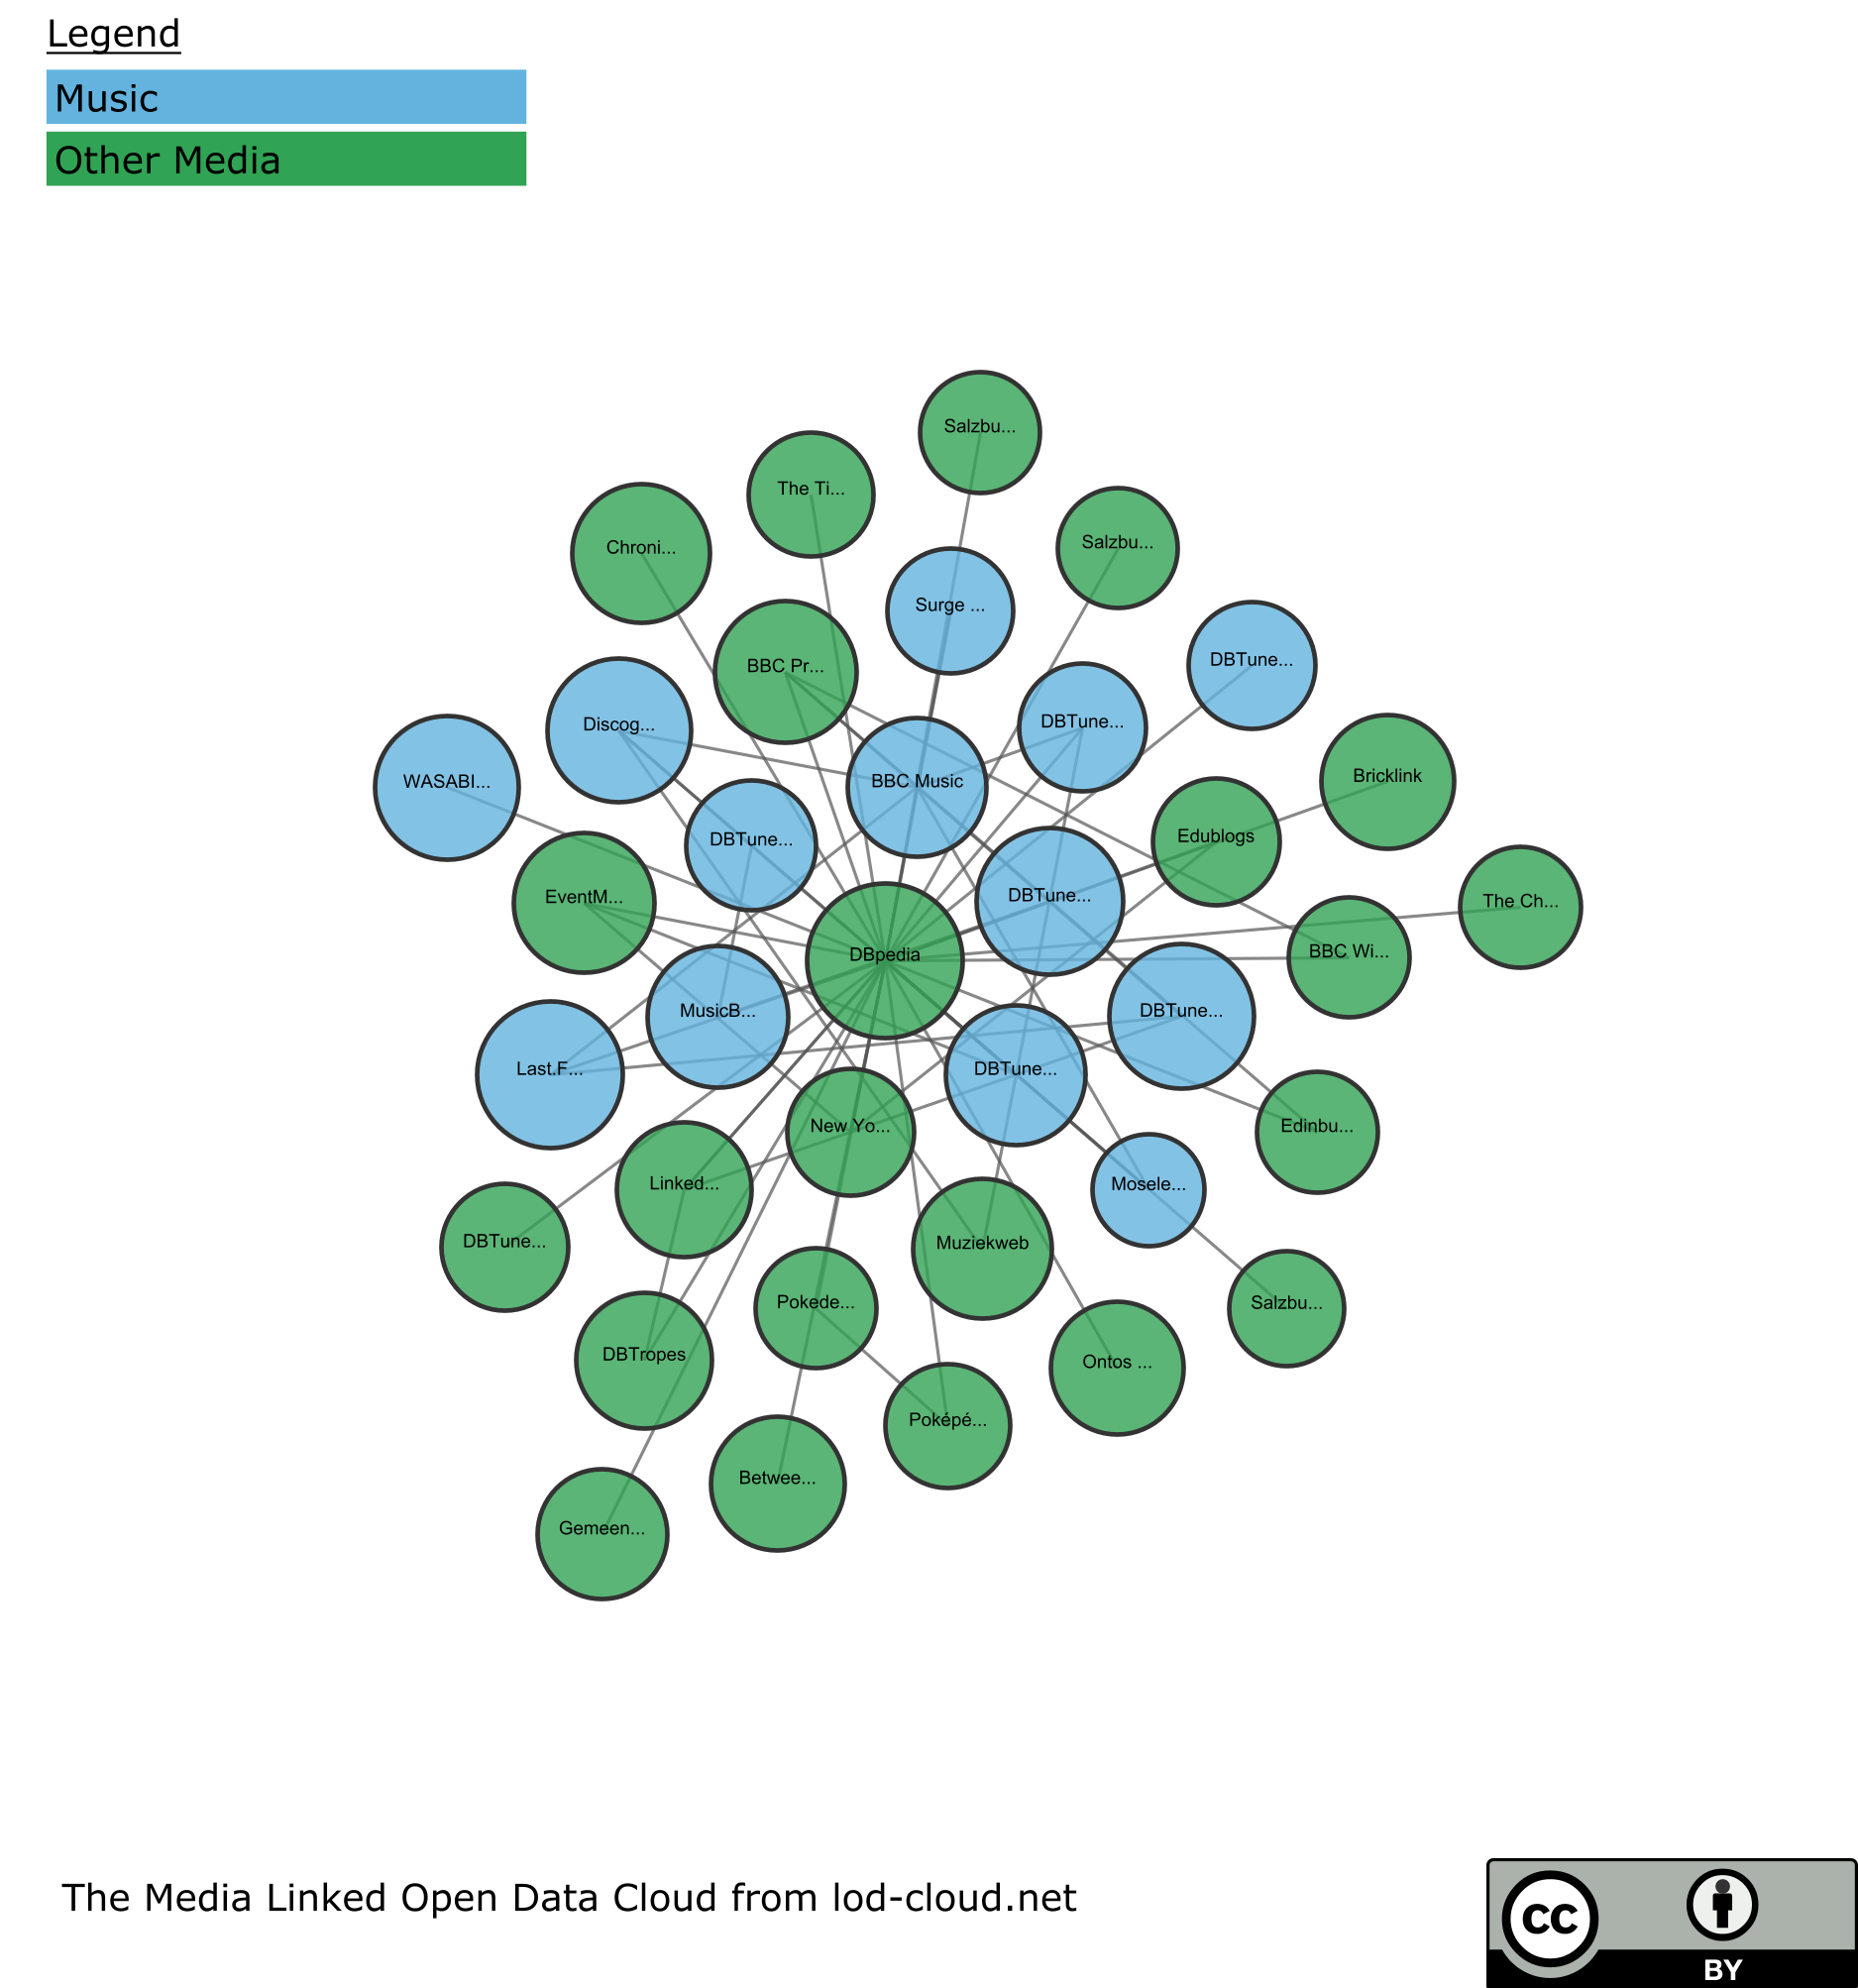 Legend
Music
Other Media
Salzbu...
The Ti...
Salzbu...
Chroni...
Surge ...
DBTune...
BBC Pr...
DBTune...
Discog...
Bricklink
WASABI...
BBC Music
Edublogs
DBTune...
EventM...
DBTune...
The Ch...
DBpedia
BBC Wi...
MusicB...
DBTune...
Last.F...
DBTune...
New Yo...
Edinbu...
Linked...
Mosele...
DBTune...
Muziekweb
Pokede...
Salzbu...
DBTropes
Ontos ...
Poképé...
Betwee...
Gemeen...
The Media Linked Open Data Cloud from lod-cloud.net
cc
BY